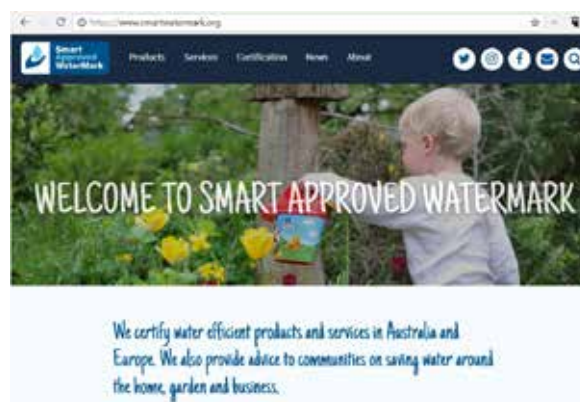 https://www.smartwatermark.org
Smart
Approved
WaterMark
Products Services Certification News About
WELCOME TO SMART APPROVED WATERMARK
We certify water efficient products and services in Australia and
Europe. We also provide advice to communities on saving water around
the home, garden and business.